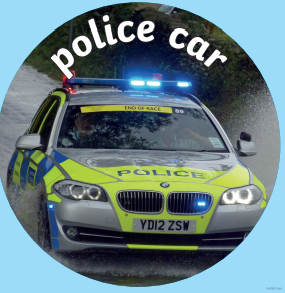 police car
END OF RACE
POLICE
YD12 ZSW